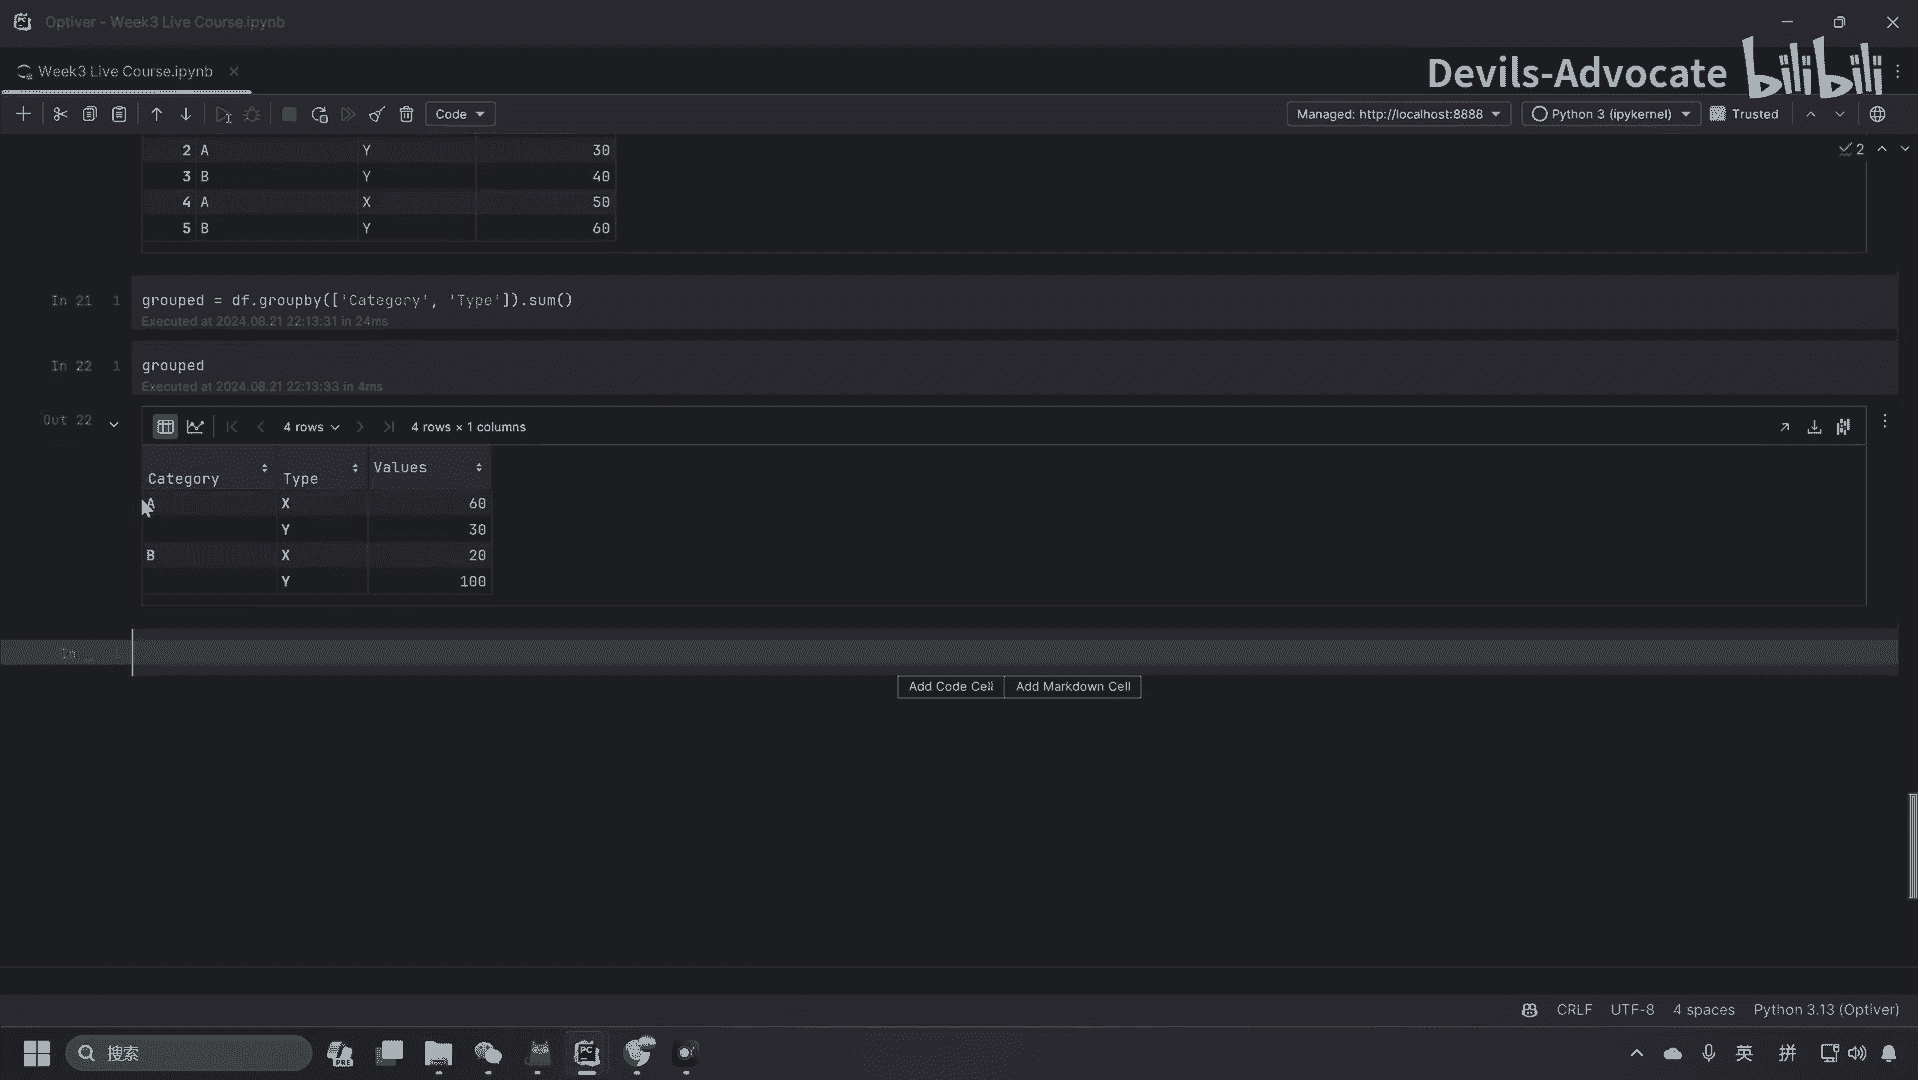 Optiver - Week3 Live Course.ipynb
Week3 Live Course.ipynb
Devils-Advocate bilibili
Code
Managed: http://localhost:8888
Python 3 (ipykernel)
Trusted
2 A Y 30
2
3 B Y 40
4 A X 50
5 B Y 60
In 21 1 grouped = df.groupby(['Category', 'Type']).sum()
Executed at 2024.08.21 22:13:31 in 24ms
In 22 1 grouped
Executed at 2024.08.21 22:13:33 in 4ms
Out 22
4 rows
4 rows × 1 columns
Category Type Values
A X 60
Y 30
B X 20
Y 100
In _ 1
Add Code Cell Add Markdown Cell
CRLF UTF-8 4 spaces Python 3.13 (Optiver)
搜索
PRE
PC
英
拼